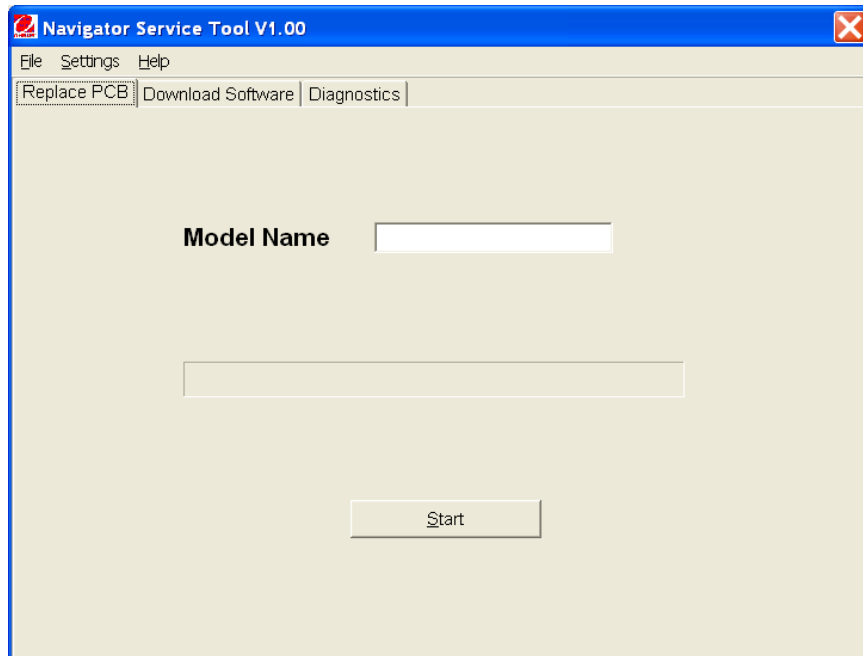 Navigator Service Tool V1.00
File Settings Help
Replace PCB Download Software Diagnostics
Model Name
Start